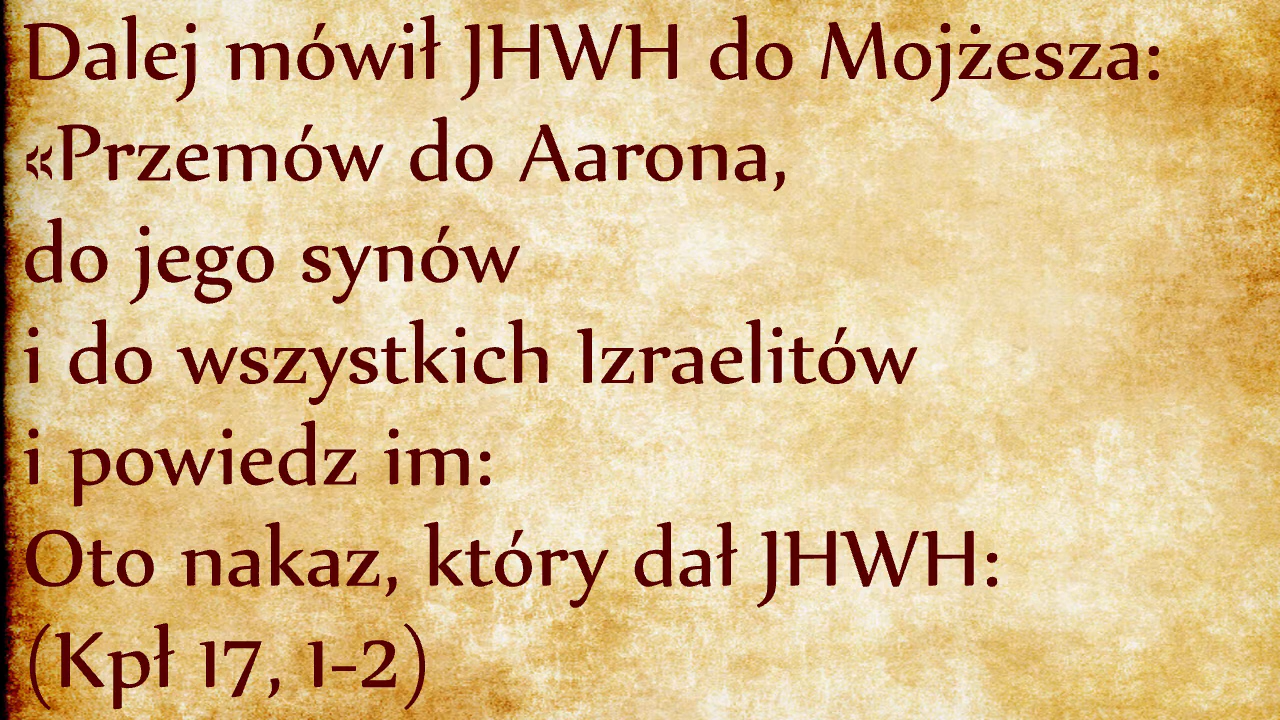 Dalej mówił JHWH do Mojżesza:
«Przemów do Aarona,
do jego synów
i do wszystkich Izraelitów
i powiedz im:
Oto nakaz, który dał JHWH:
(Kpł 17, 1-2)